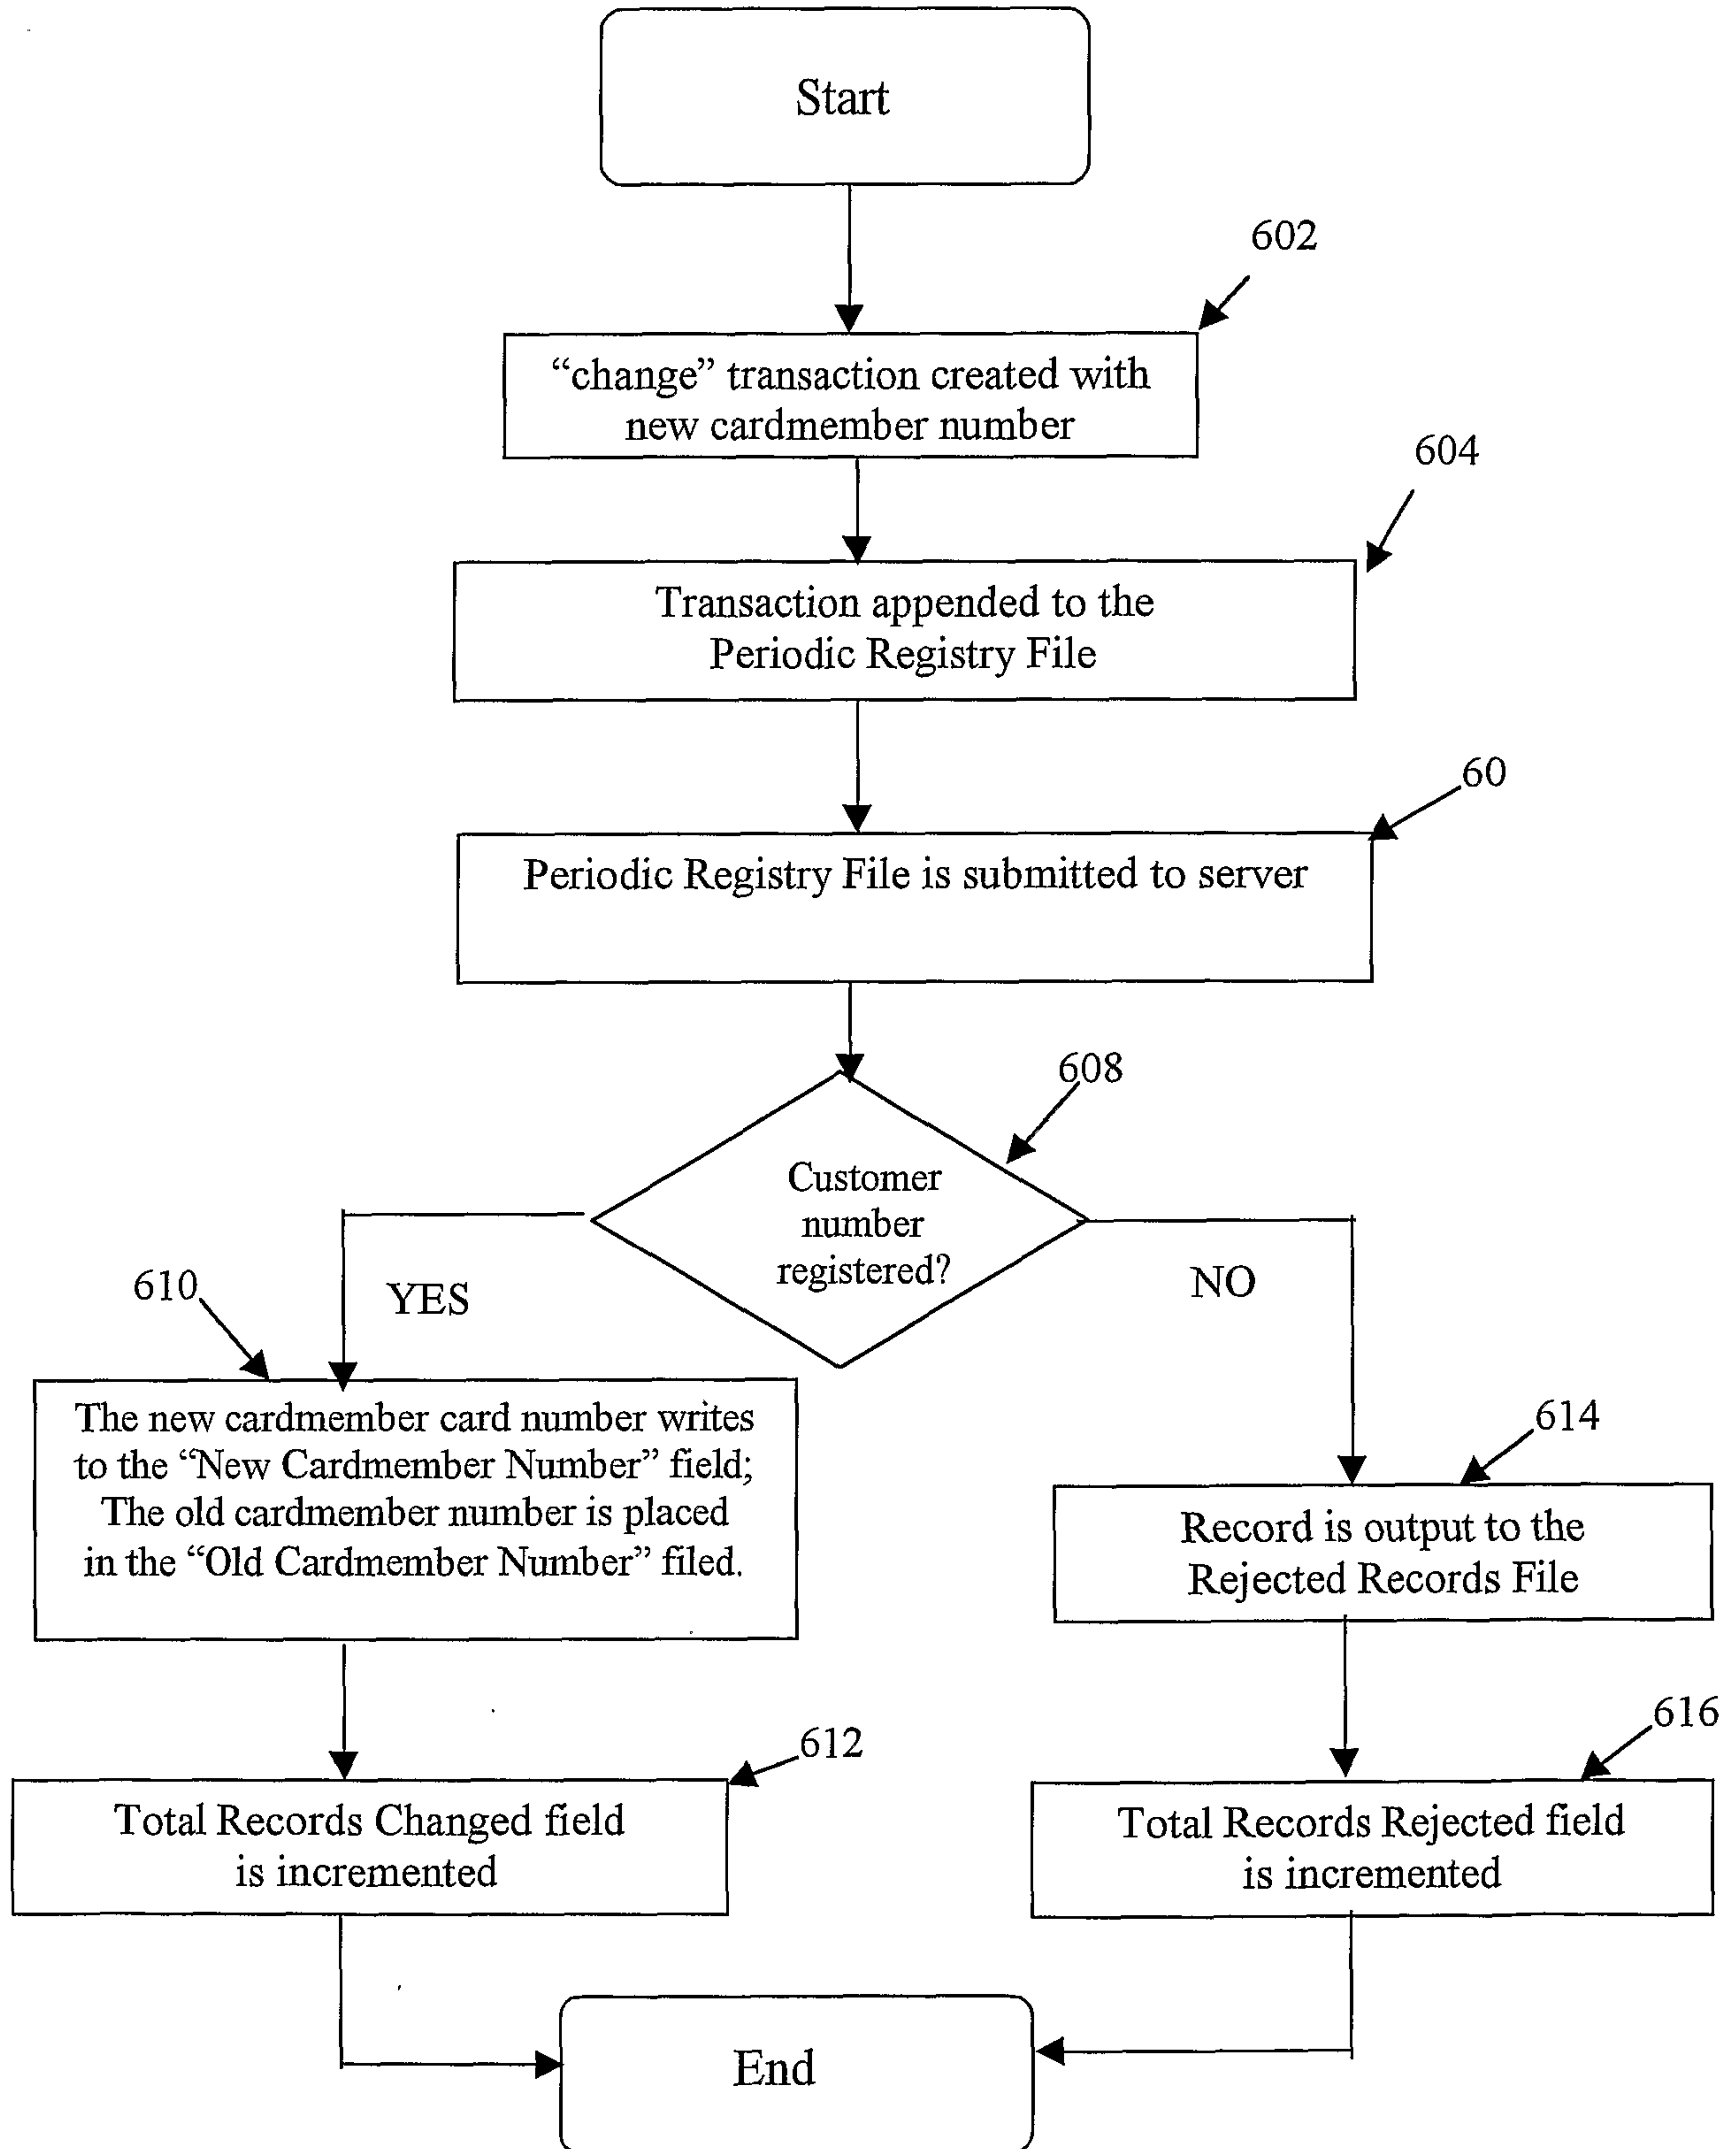 Start
602
“change” transaction created with
new cardmember number
604
Transaction appended to the
Periodic Registry File
60
Periodic Registry File is submitted to server
608
Customer
number
registered?
YES
NO
610
The new cardmember card number writes
to the “New Cardmember Number” field;
The old cardmember number is placed
in the “Old Cardmember Number” filed.
614
Record is output to the
Rejected Records File
612
Total Records Changed field
is incremented
616
Total Records Rejected field
is incremented
End